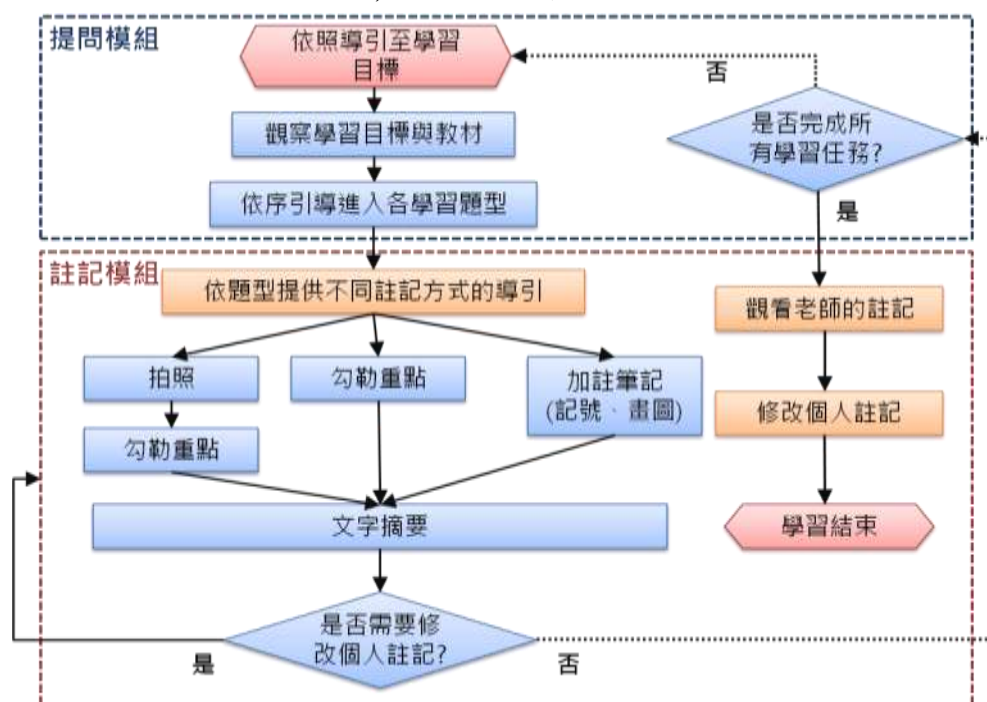 提問模組
依照導引至學習
目標
否
觀察學習目標與教材
是否完成所
有學習任務?
依序引導進入各學習題型
是
註記模組
依題型提供不同註記方式的導引
觀看老師的註記
拍照
勾勒重點
加註筆記
(記號、畫圖)
修改個人註記
勾勒重點
文字摘要
學習結束
是否需要修
改個人註記?
是
否